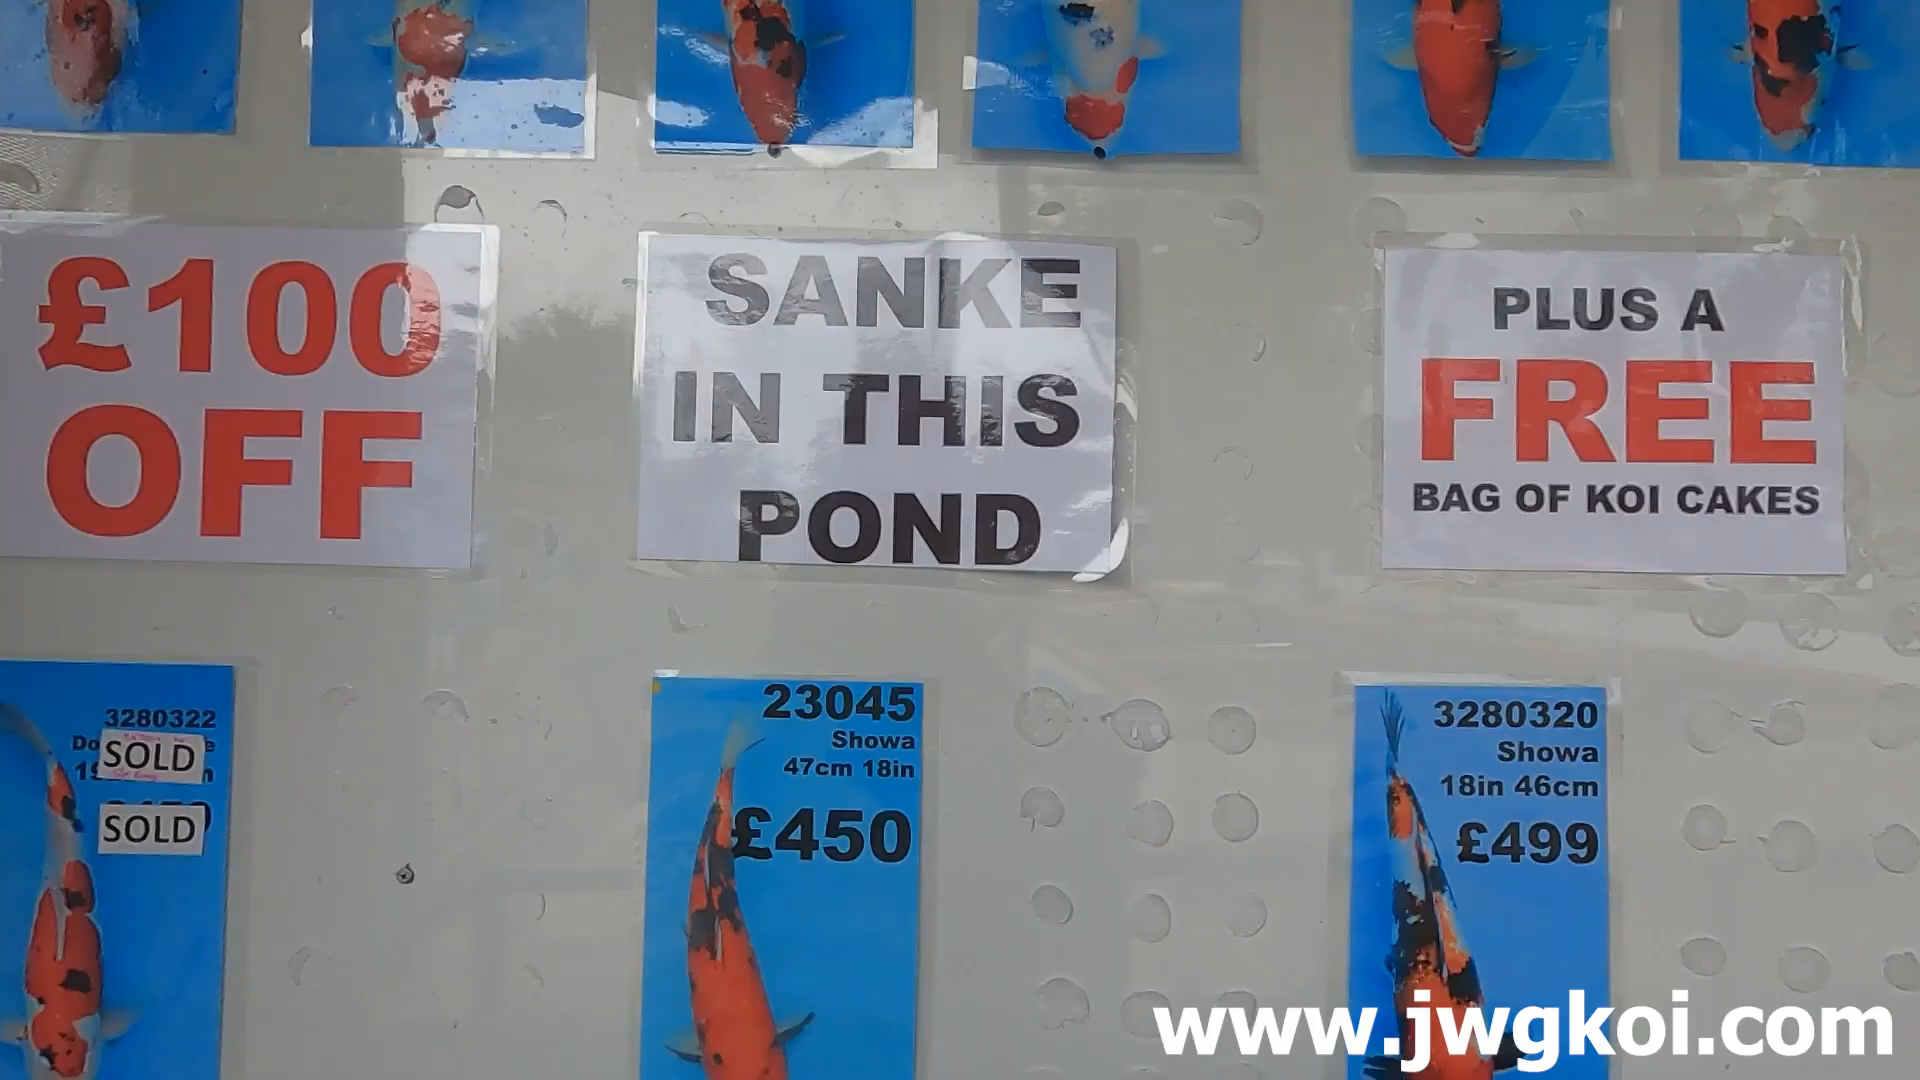 £100
OFF
SANKE
IN THIS
POND
PLUS A
FREE
BAG OF KOI CAKES
3280322
SOLD
SOLD
23045
Showa
47cm 18in
£450
3280320
Showa
18in 46cm
£499
www.jwgkoi.com